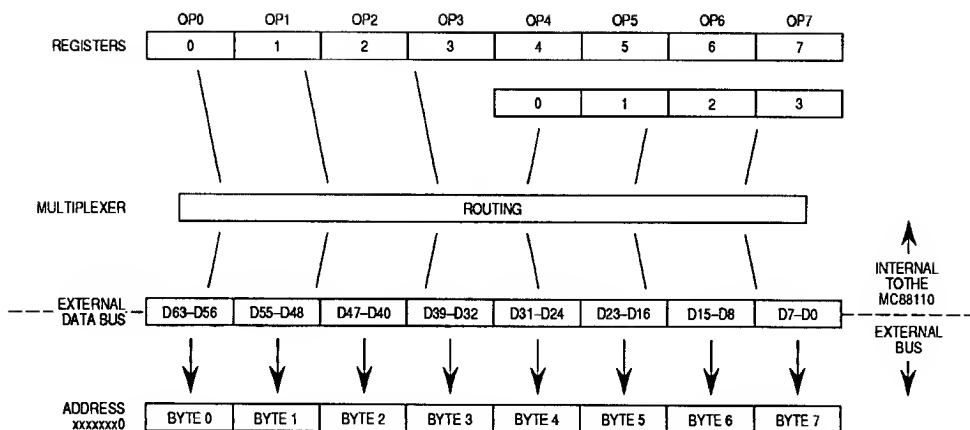 OP0 OP1 OP2 OP3 OP4 OP5 OP6 OP7
REGISTERS 0 1 2 3 4 5 6 7
0 1 2 3
MULTIPLEXER ROUTING
INTERNAL
TOTHE
MC88110
EXTERNAL
DATA BUS
D63–D56 D55–D48 D47–D40 D39–D32 D31–D24 D23–D16 D15–D8 D7–D0
EXTERNAL
BUS
ADDRESS
xxxxxxx0
BYTE 0 BYTE 1 BYTE 2 BYTE 3 BYTE 4 BYTE 5 BYTE 6 BYTE 7